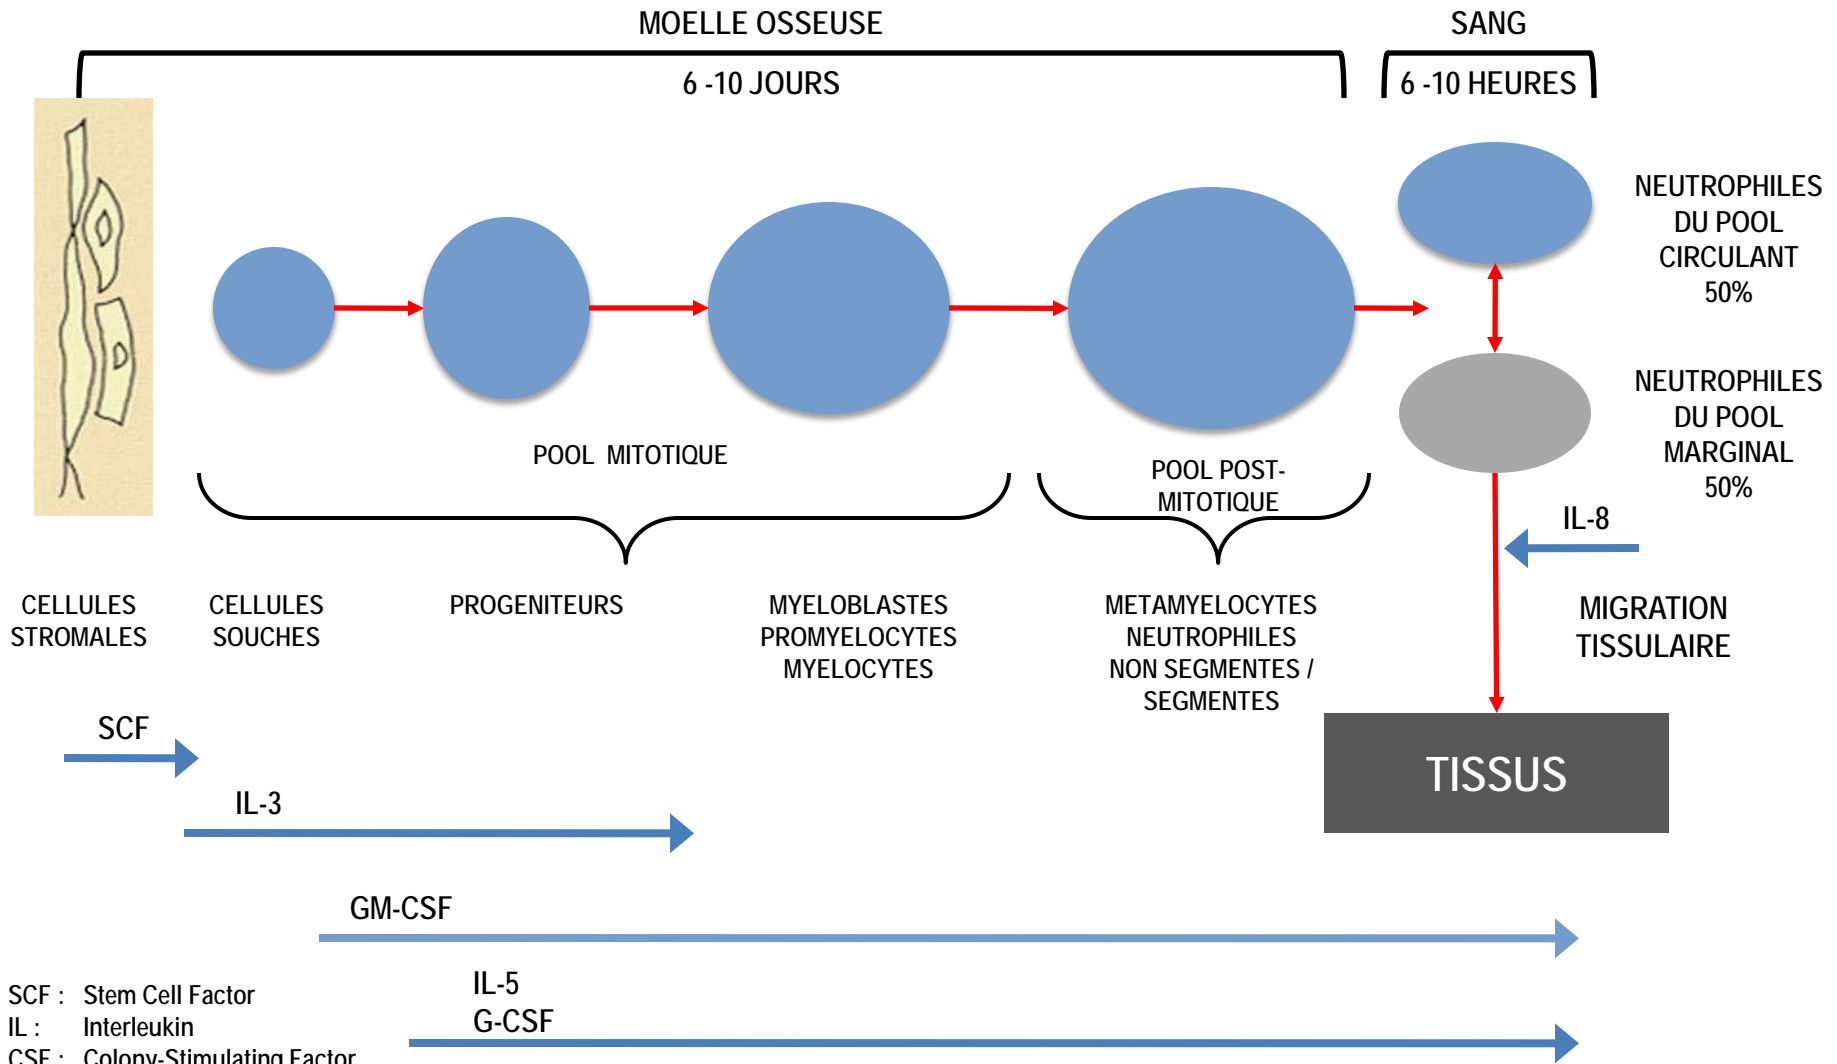 MOELLE OSSEUSE
SANG
6 -10 JOURS
6 -10 HEURES
NEUTROPHILES
DU POOL
CIRCULANT
50%
NEUTROPHILES
DU POOL
MARGINAL
50%
POOL MITOTIQUE
POOL POST-
MITOTIQUE
IL-8
CELLULES
STROMALES
CELLULES
SOUCHES
PROGENITEURS
MYELOBLASTES
PROMYELOCYTES
MYELOCYTES
METAMYELOCYTES
NEUTROPHILES
NON SEGMENTES /
SEGMENTES
MIGRATION
TISSULAIRE
SCF
TISSUS
IL-3
GM-CSF
IL-5
G-CSF
SCF : Stem Cell Factor
IL : Interleukin
CSF : Colony-Stimulating Factor